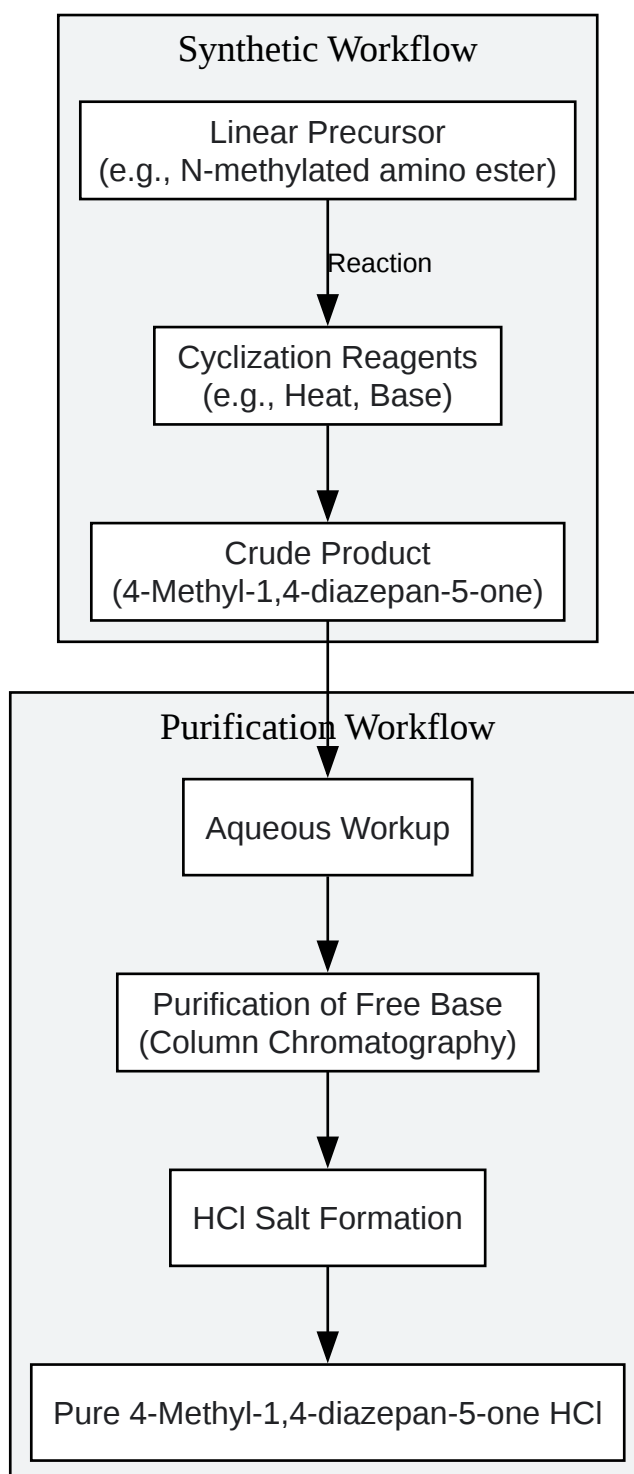 Synthetic Workflow
Linear Precursor
(e.g., N-methylated amino ester)
Reaction
Cyclization Reagents
(e.g., Heat, Base)
Crude Product
(4-Methyl-1,4-diazepan-5-one)
Purification Workflow
Aqueous Workup
Purification of Free Base
(Column Chromatography)
HCl Salt Formation
Pure 4-Methyl-1,4-diazepan-5-one HCl